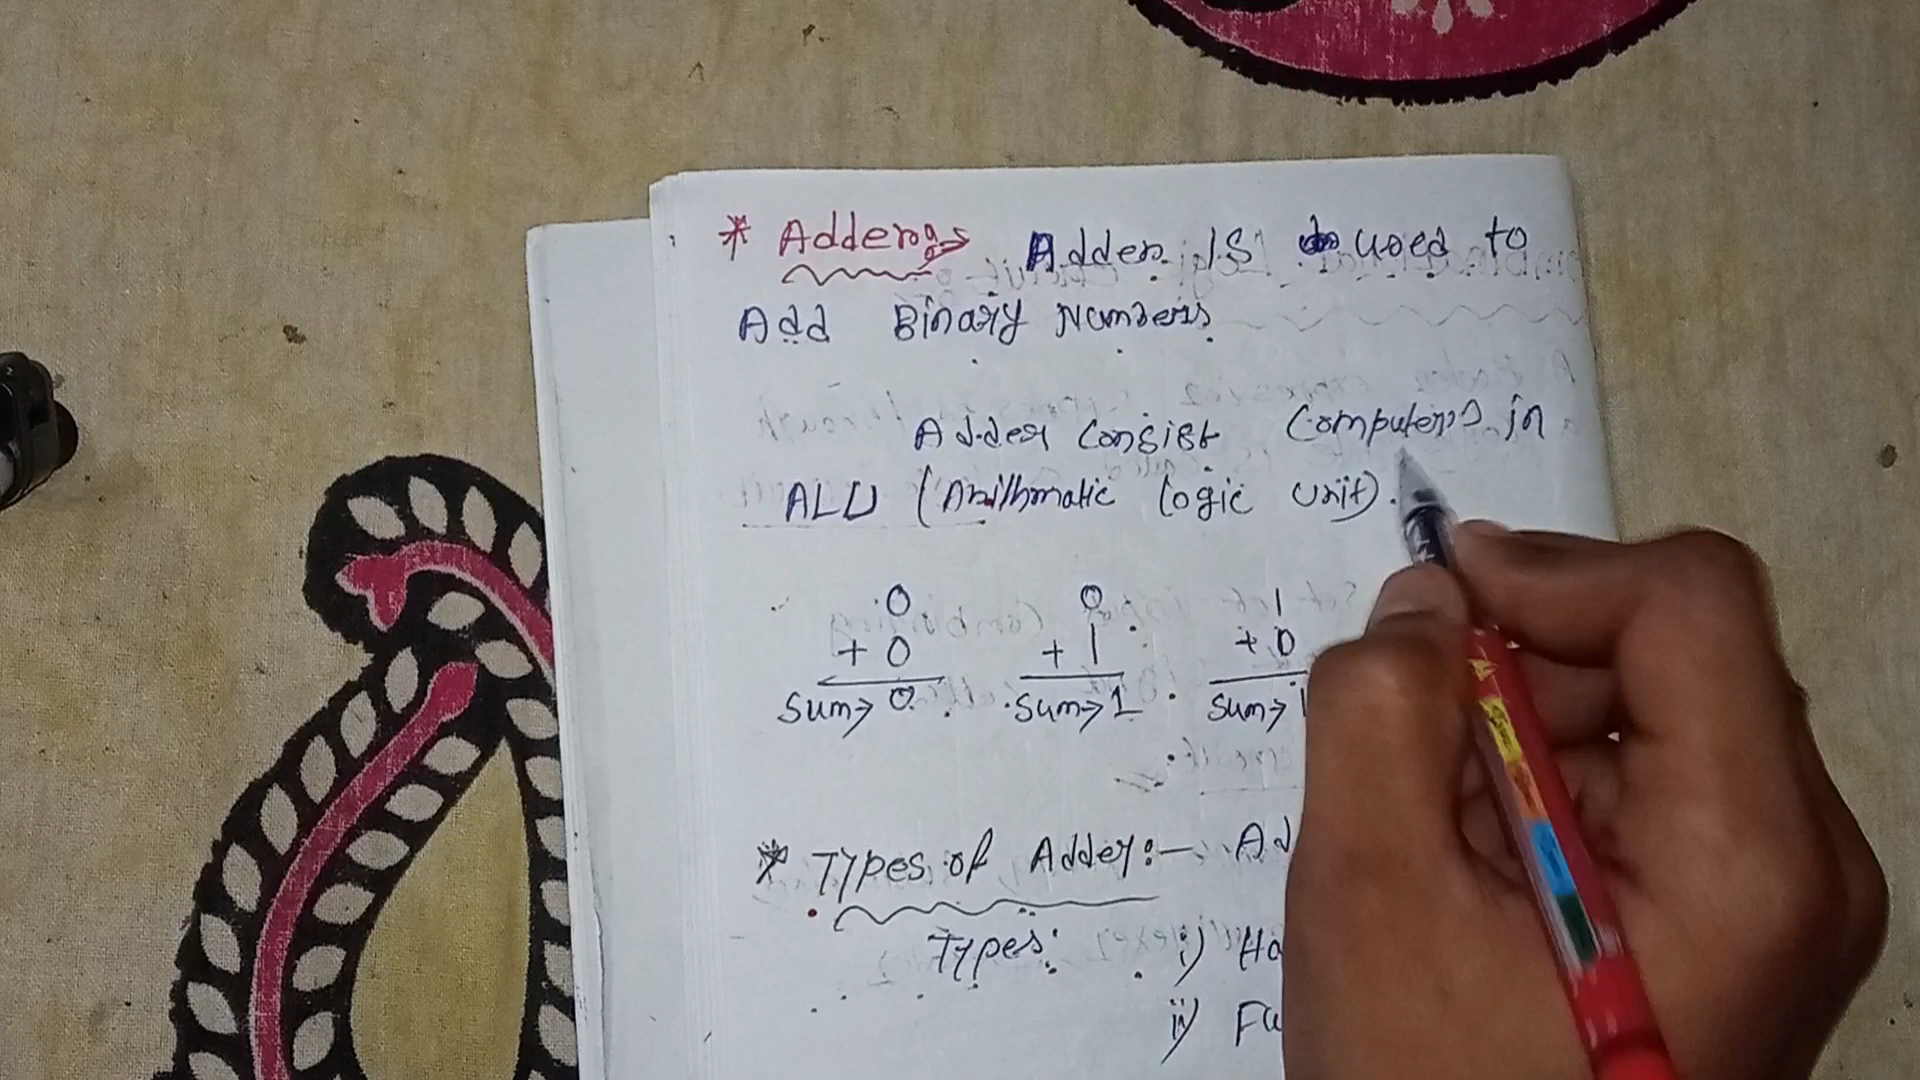 * Adder:→ Adder is used to
Add Binary Numbers
Adder Consist Computers in
ALU (Arithmatic Logic Unit).
0 0 1
+ 0 + 1 + 0
Sum→ 0 Sum→ 1 Sum→ 1
* Types of Adder:- Ad
Types: i) Ha
ii) Fu